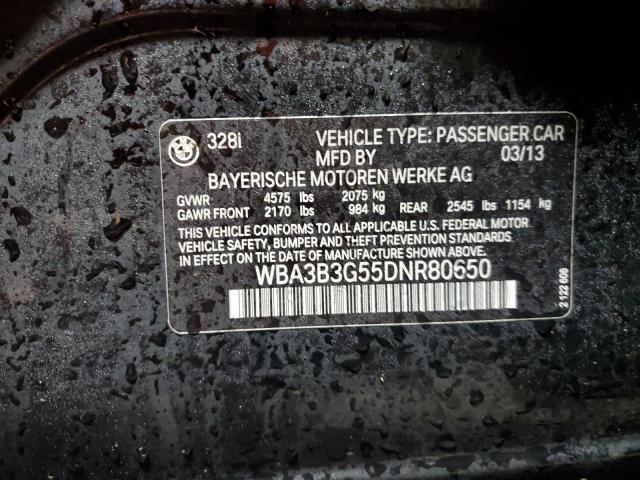 328i VEHICLE TYPE: PASSENGER CAR
MFD BY 03/13
BAYERISCHE MOTOREN WERKE AG
GVWR 4575 lbs 2075 kg
GAWR FRONT 2170 lbs 984 kg REAR 2545 lbs 1154 kg
THIS VEHICLE CONFORMS TO ALL APPLICABLE U.S. FEDERAL MOTOR
VEHICLE SAFETY, BUMPER AND THEFT PREVENTION STANDARDS
IN EFFECT ON THE DATE OF MANUFACTURE SHOWN ABOVE.
WBA3B3G55DNR80650
2 122 606